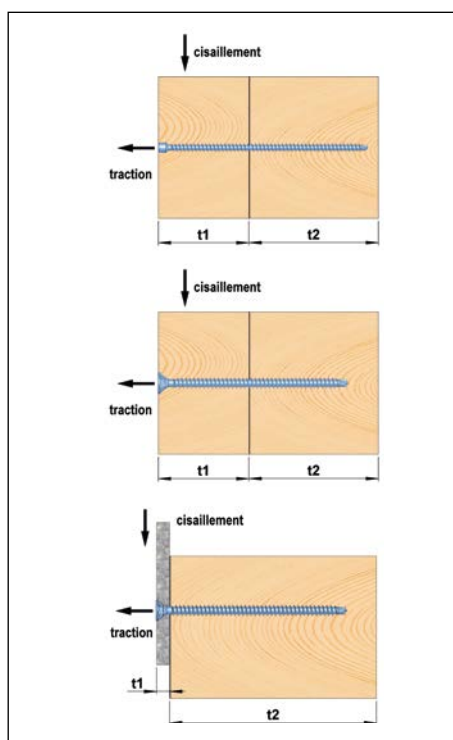 cisaillement
traction
t1 t2
cisaillement
traction
t1 t2
cisaillement
traction
t1
t2